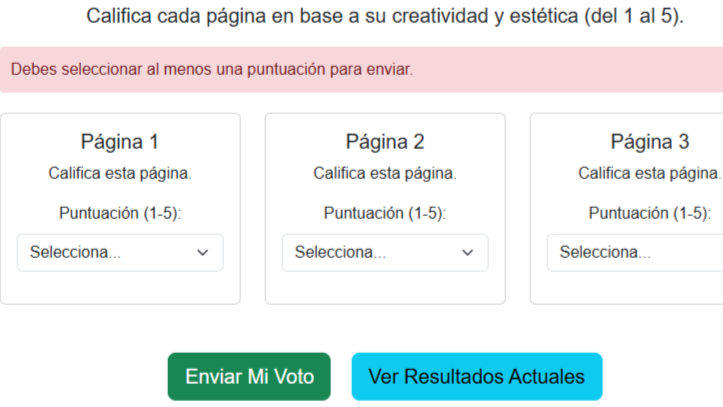 Califica cada página en base a su creatividad y estética (del 1 al 5).
Debes seleccionar al menos una puntuación para enviar.
Página 1
Califica esta página.
Puntuación (1-5):
Selecciona...
Página 2
Califica esta página.
Puntuación (1-5):
Selecciona...
Página 3
Califica esta página.
Puntuación (1-5):
Selecciona...
Enviar Mi Voto
Ver Resultados Actuales